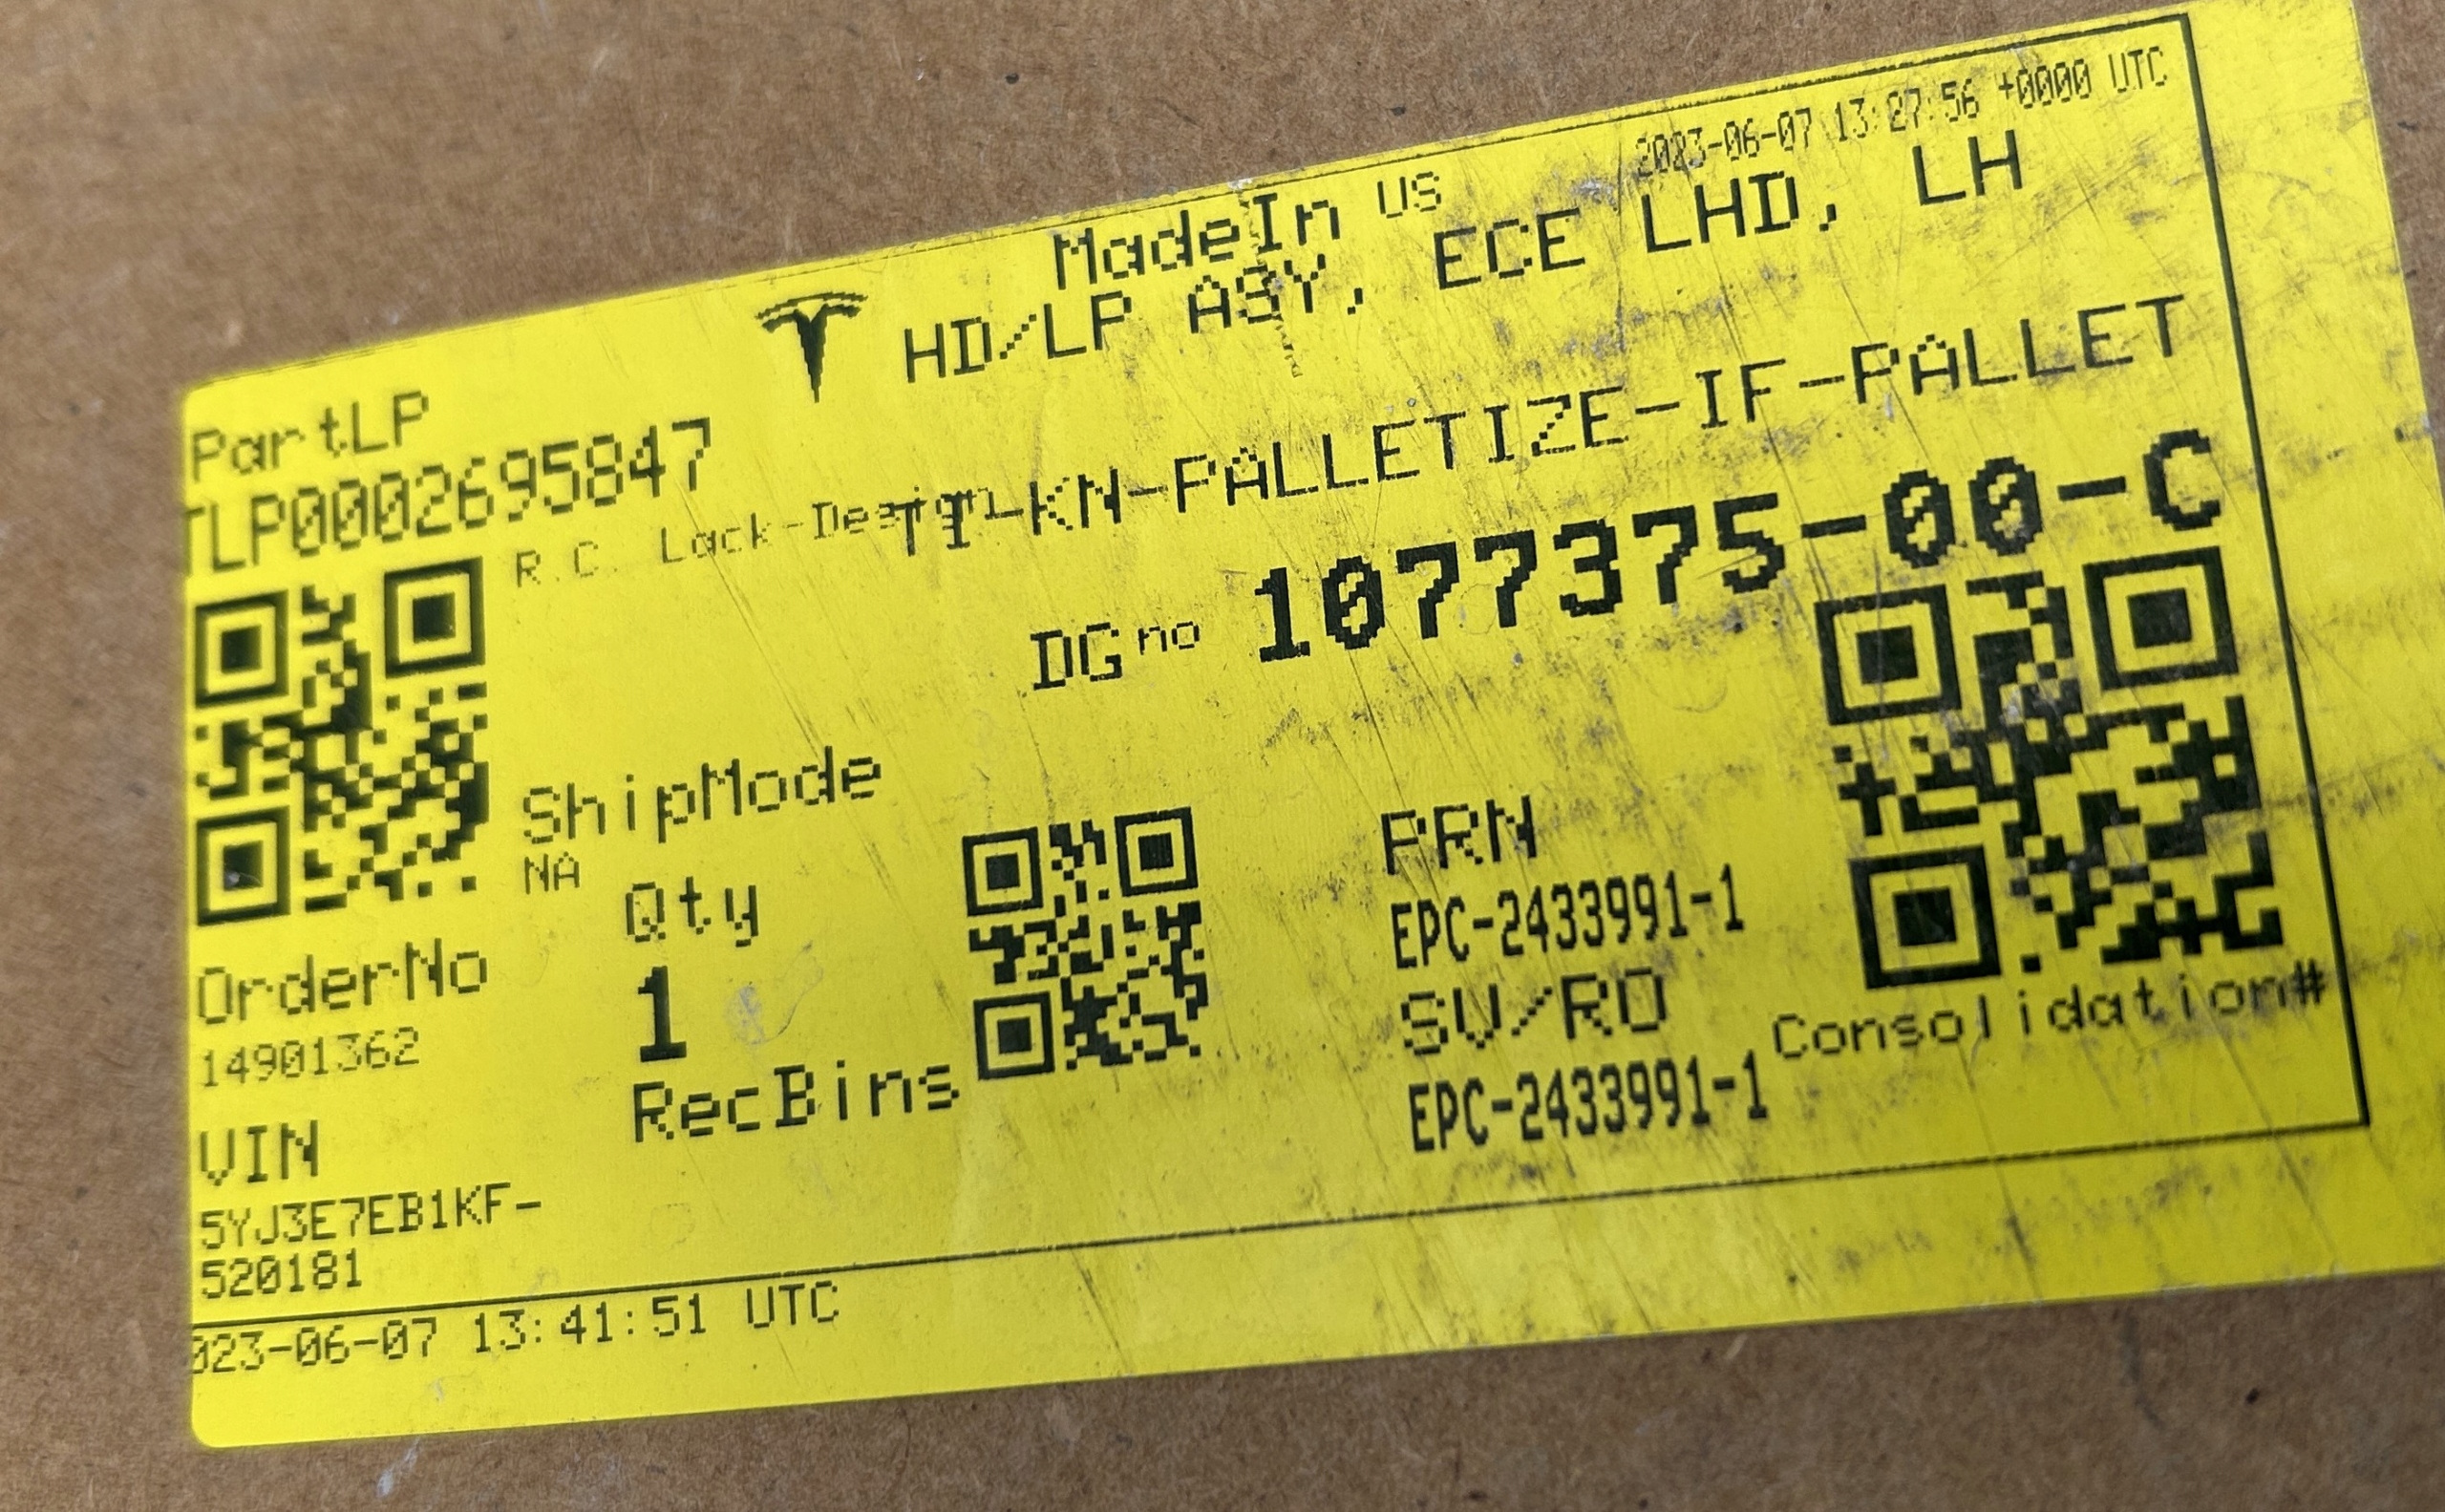 2023-06-07 13:27:56 +0000 UTC
MadeIn US
HD/LP ASY, ECE LHD, LH
PartLP
TLP0002695847
R.C. Lack-Design
TI-KN-PALLETIZE-IF-PALLET
DG no 1077375-00-C
ShipMode
NA
Qty
1
RecBins
PRN
EPC-2433991-1
SV/RO
EPC-2433991-1
Consolidation#
OrderNo
14901362
VIN
5YJ3E7EB1KF-
520181
023-06-07 13:41:51 UTC